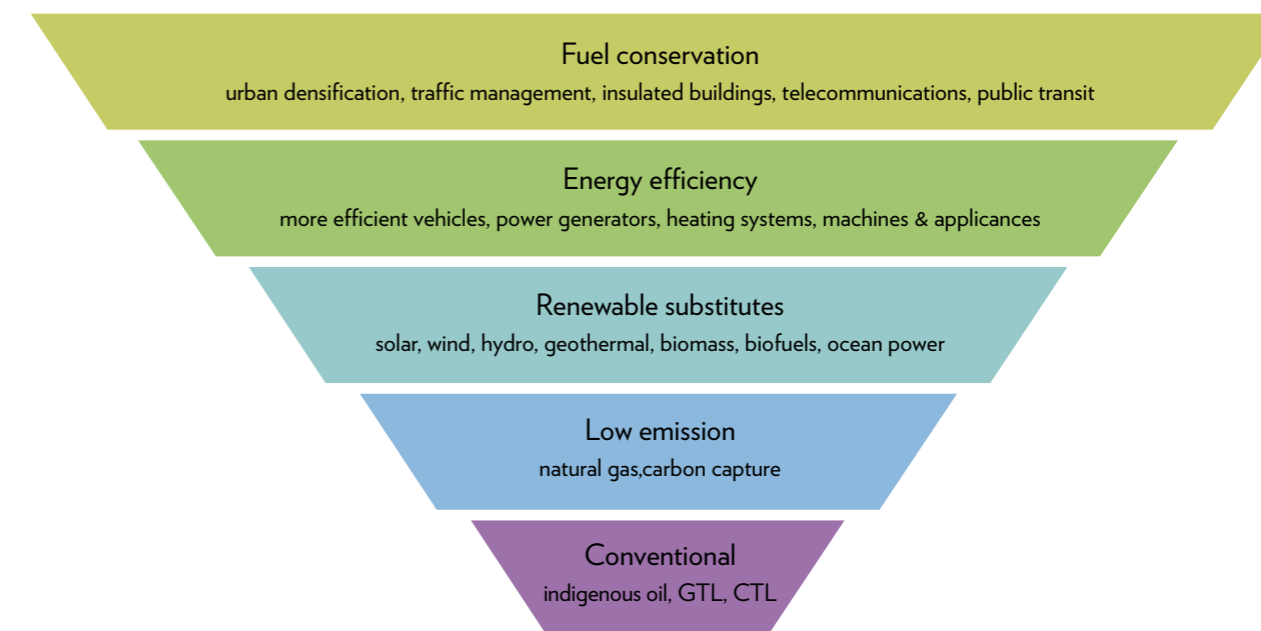 Fuel conservation
urban densification, traffic management, insulated buildings, telecommunications, public transit
Energy efficiency
more efficient vehicles, power generators, heating systems, machines & applicances
Renewable substitutes
solar, wind, hydro, geothermal, biomass, biofuels, ocean power
Low emission
natural gas,carbon capture
Conventional
indigenous oil, GTL, CTL